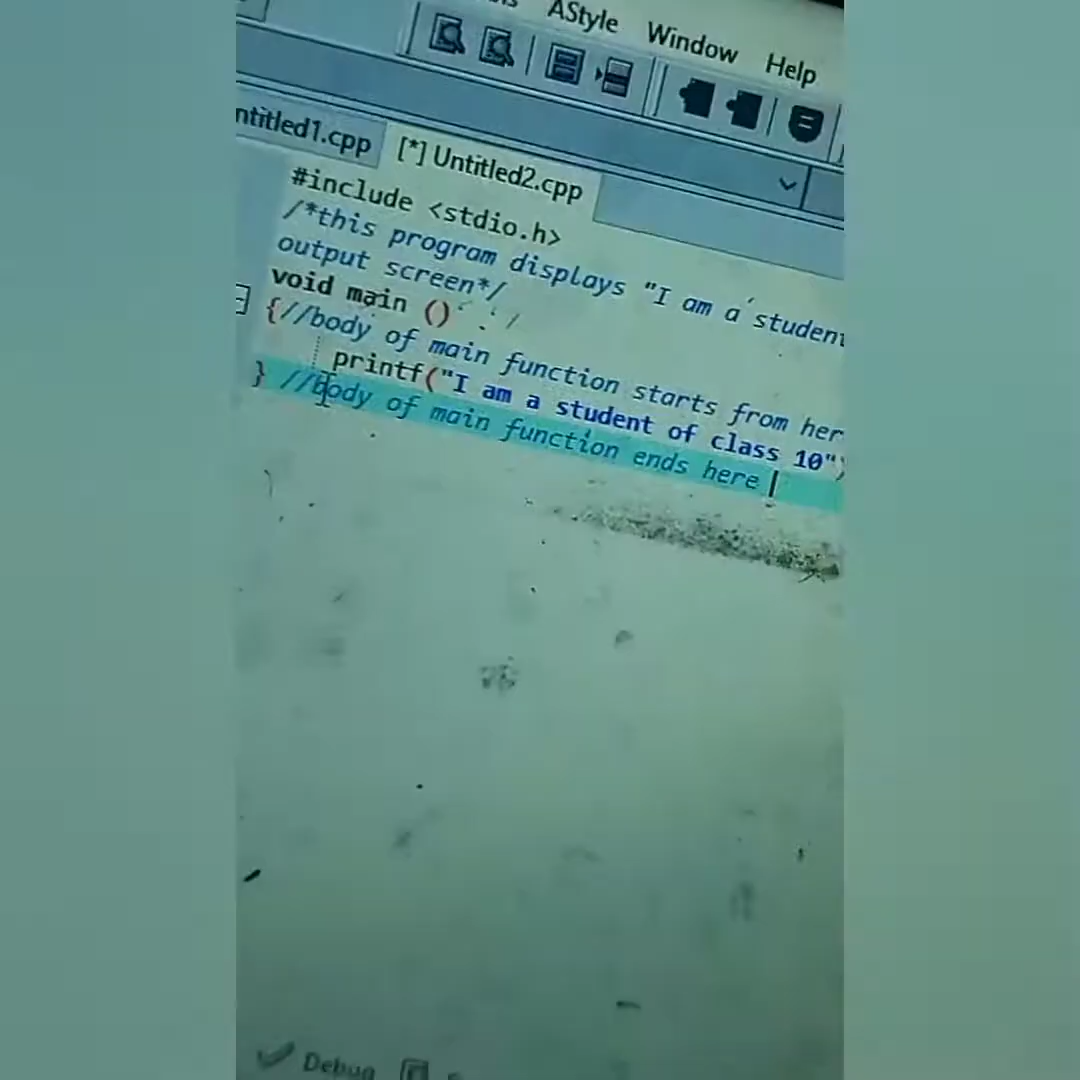 AStyle Window Help
ntitled1.cpp [*] Untitled2.cpp
#include <stdio.h>
/*this program displays "I am a student
output screen*/
void main ()
{//body of main function starts from her
printf("I am a student of class 10")
} //body of main function ends here
Debug